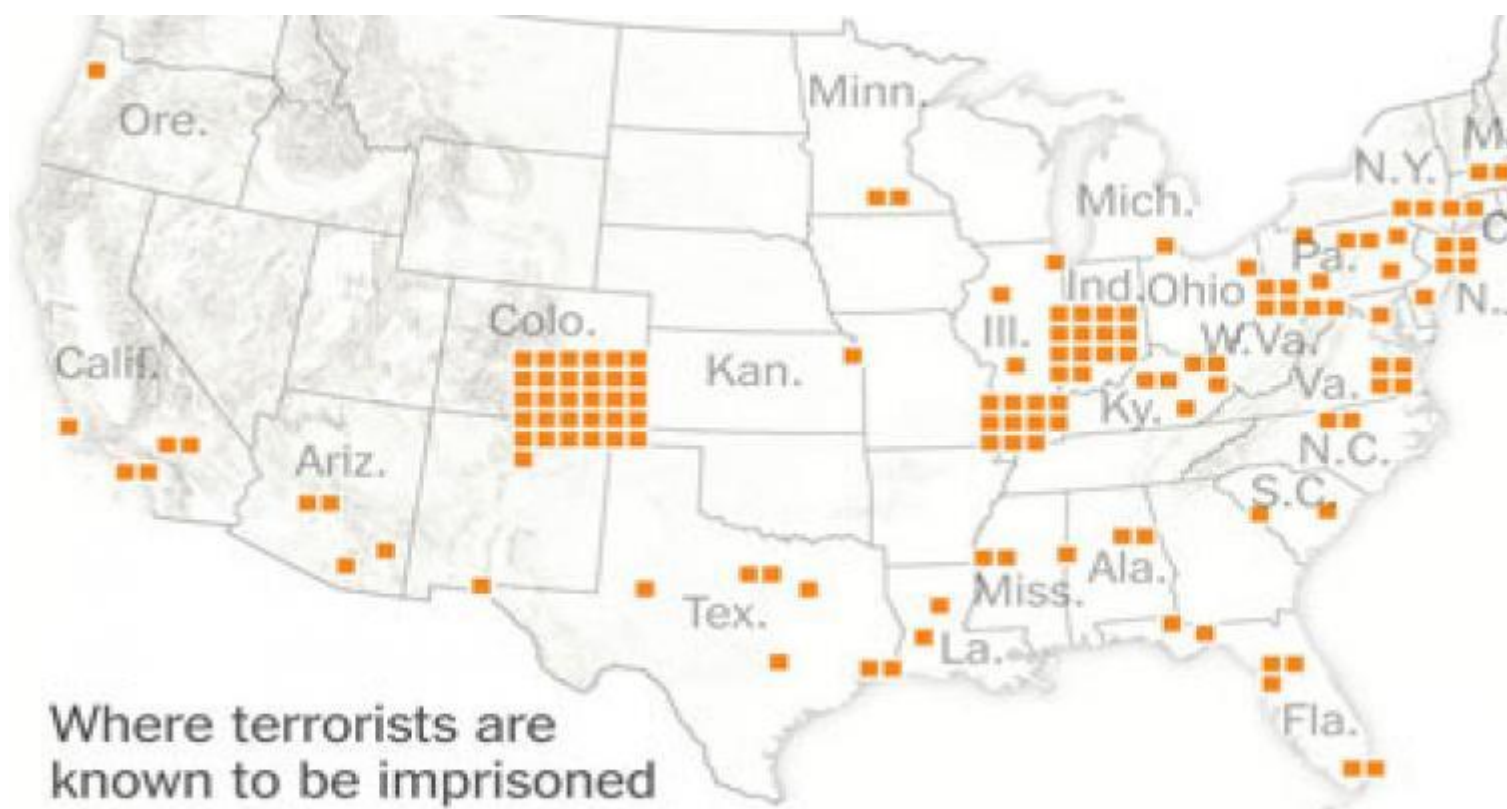 Minn.
M
Ore.
N.Y.
Mich.
C
Pa.
Ind.
Ohio
N.
Colo.
Ill.
W.Va.
Calif.
Kan.
Va.
Ky.
N.C.
Ariz.
S.C.
Ala.
Miss.
Tex.
La.
Fla.
Where terrorists are
known to be imprisoned